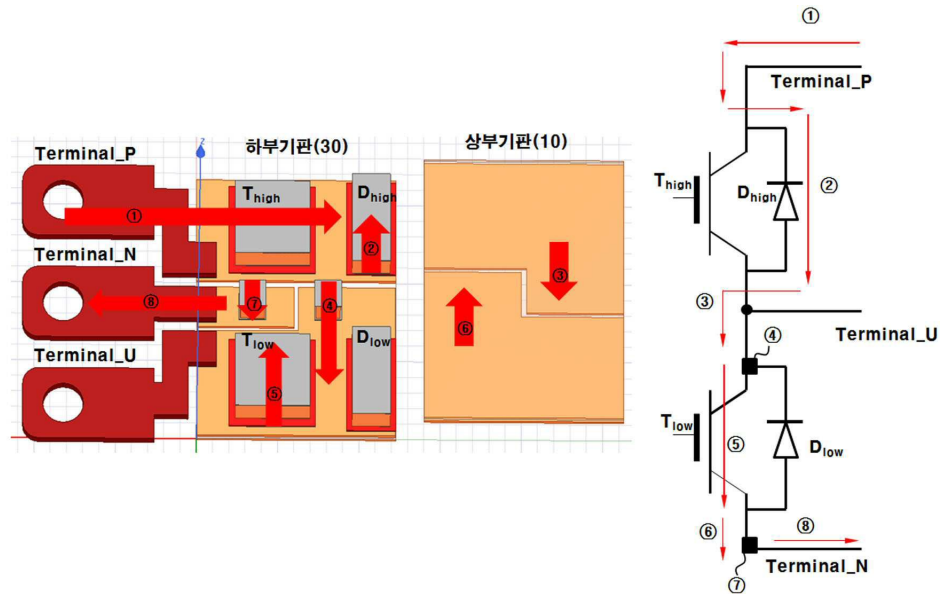 하부기판(30)
상부기판(10)
Terminal_P
Terminal_N
Terminal_U
Thigh
Dhigh
Tlow
Dlow
①
②
③
④
⑤
⑥
⑦
⑧
①
Terminal_P
Thigh
Dhigh
②
③
Terminal_U
④
Tlow
⑤
Dlow
⑥
⑧
⑦
Terminal_N